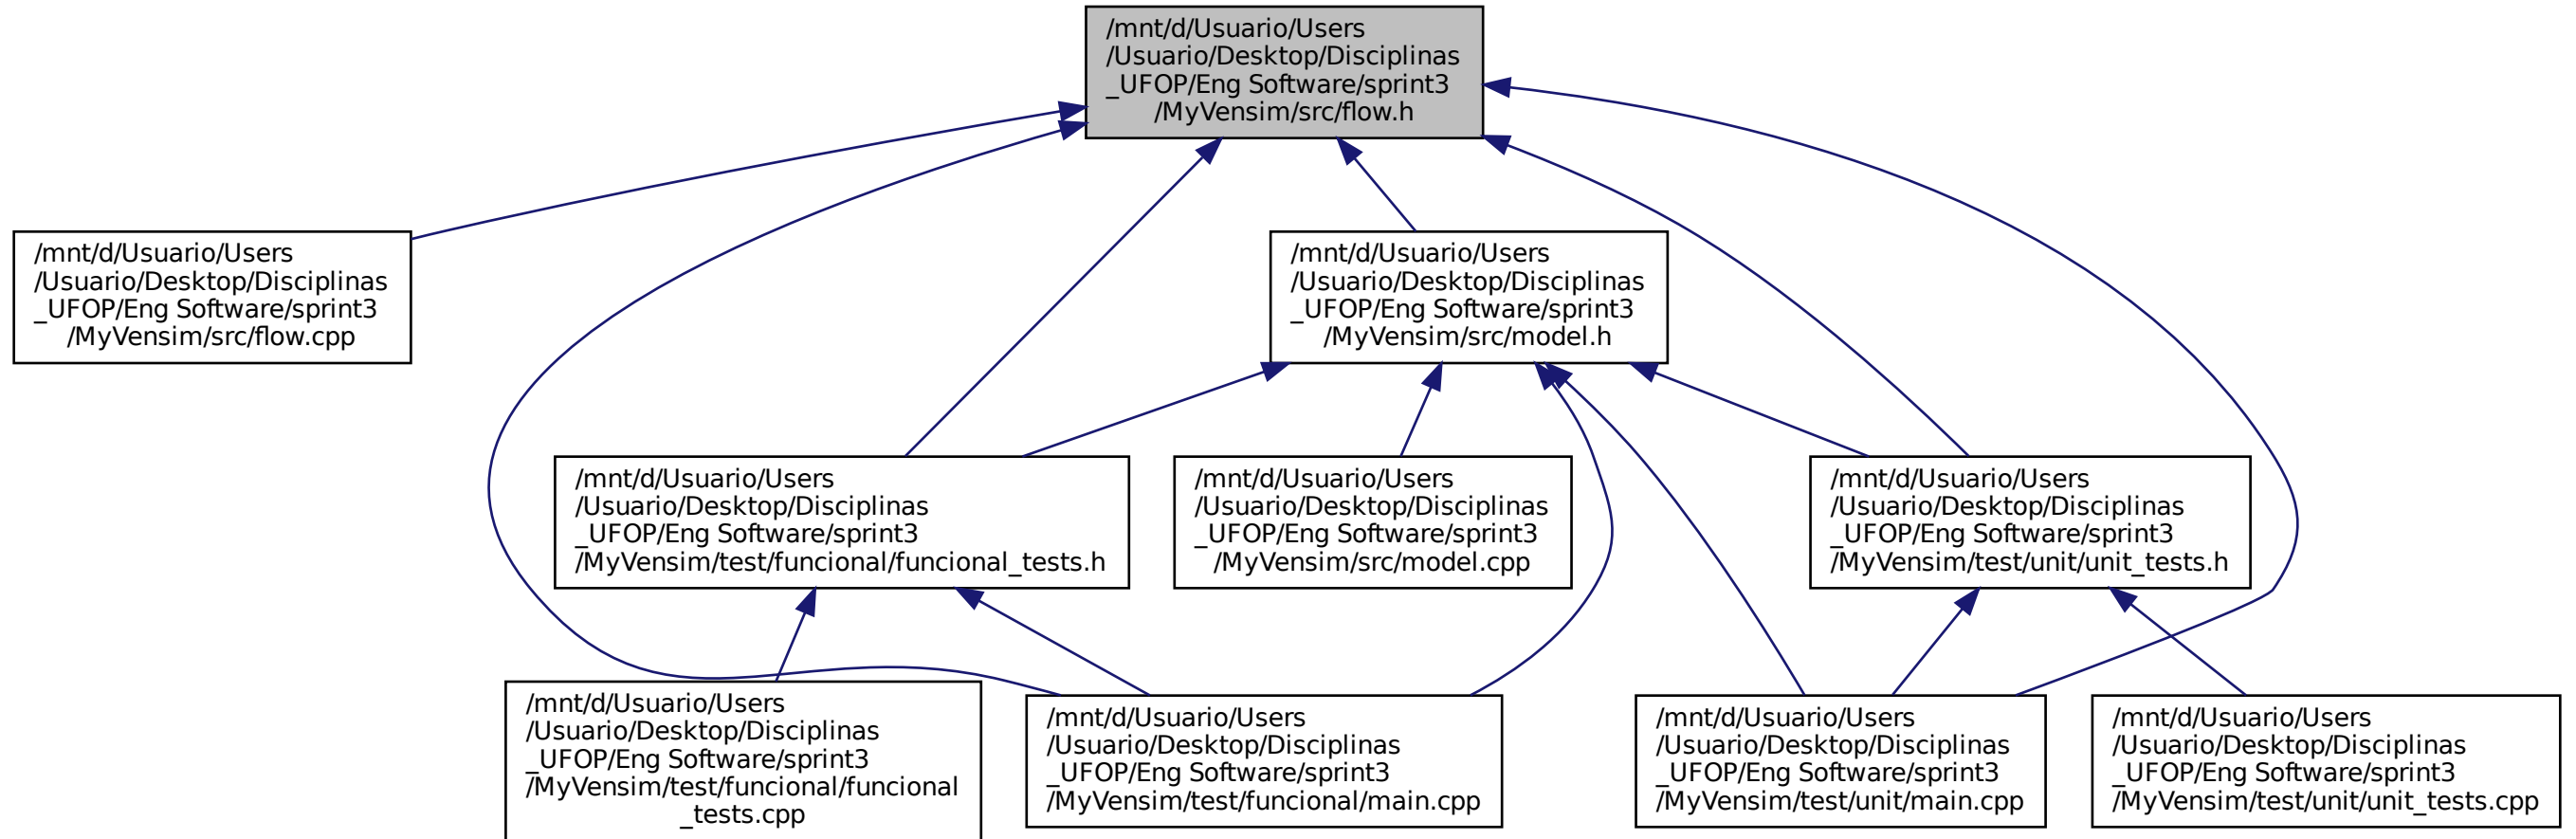 /mnt/d/Usuario/Users
/Usuario/Desktop/Disciplinas
_UFOP/Eng Software/sprint3
/MyVensim/src/flow.h
/mnt/d/Usuario/Users
/Usuario/Desktop/Disciplinas
_UFOP/Eng Software/sprint3
/MyVensim/src/flow.cpp
/mnt/d/Usuario/Users
/Usuario/Desktop/Disciplinas
_UFOP/Eng Software/sprint3
/MyVensim/src/model.h
/mnt/d/Usuario/Users
/Usuario/Desktop/Disciplinas
_UFOP/Eng Software/sprint3
/MyVensim/test/funcional/funcional_tests.h
/mnt/d/Usuario/Users
/Usuario/Desktop/Disciplinas
_UFOP/Eng Software/sprint3
/MyVensim/src/model.cpp
/mnt/d/Usuario/Users
/Usuario/Desktop/Disciplinas
_UFOP/Eng Software/sprint3
/MyVensim/test/unit/unit_tests.h
/mnt/d/Usuario/Users
/Usuario/Desktop/Disciplinas
_UFOP/Eng Software/sprint3
/MyVensim/test/funcional/funcional
_tests.cpp
/mnt/d/Usuario/Users
/Usuario/Desktop/Disciplinas
_UFOP/Eng Software/sprint3
/MyVensim/test/funcional/main.cpp
/mnt/d/Usuario/Users
/Usuario/Desktop/Disciplinas
_UFOP/Eng Software/sprint3
/MyVensim/test/unit/main.cpp
/mnt/d/Usuario/Users
/Usuario/Desktop/Disciplinas
_UFOP/Eng Software/sprint3
/MyVensim/test/unit/unit_tests.cpp